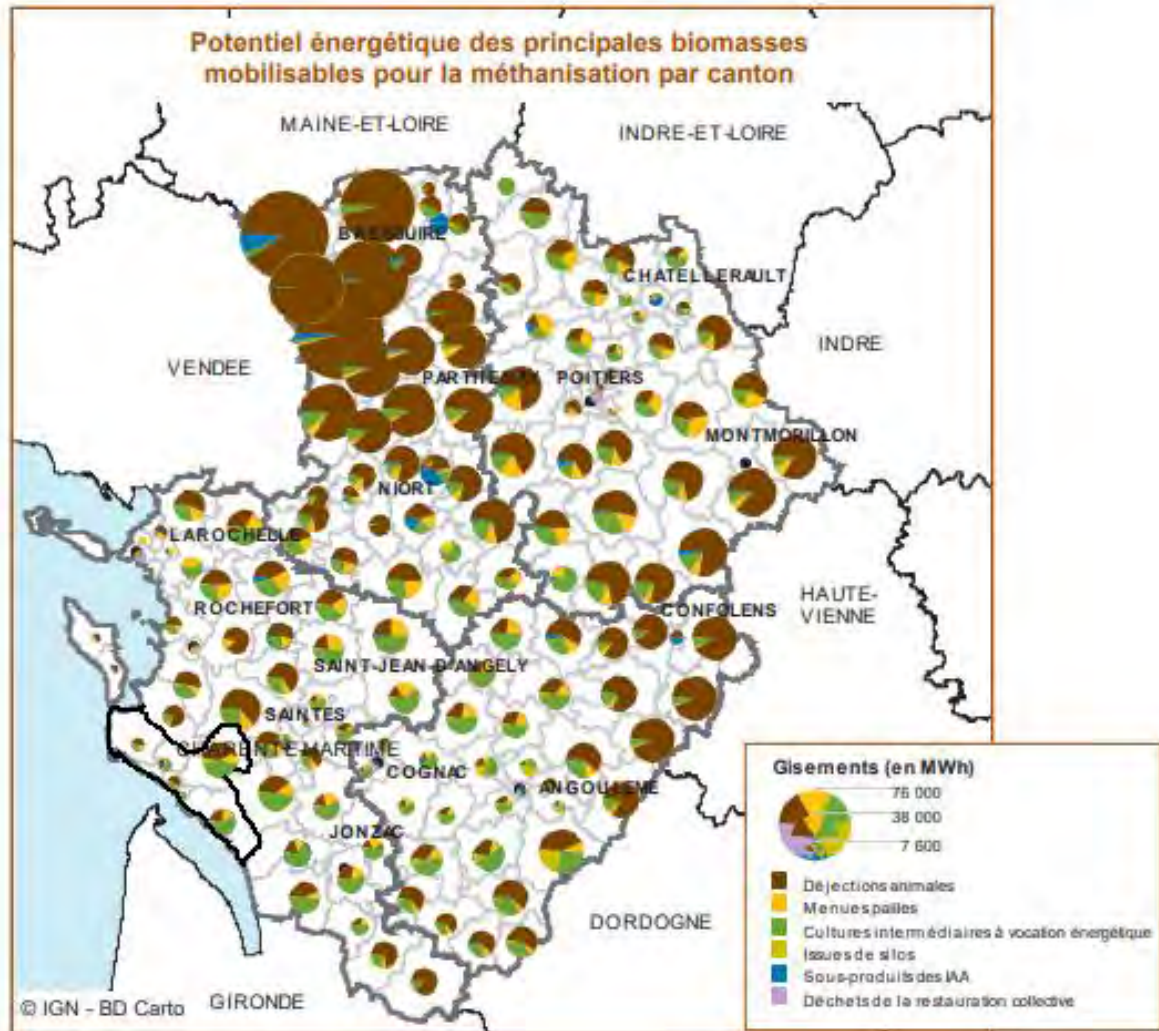 Potentiel énergétique des principales biomasses
mobilisables pour la méthanisation par canton
MAINE-ET-LOIRE
INDRE-ET-LOIRE
BRESSUIRE
CHATELLERAULT
VENDEE
INDRE
PARTHENAY
POITIERS
MONTMORILLON
NIORT
LAROCHELLE
ROCHEFORT
CONFOLENS
HAUTE-
VIENNE
SAINT-JEAN-D'ANGELY
SAINTES
CHARENTE-MARITIME
COGNAC
ANGOULEME
JONZAC
DORDOGNE
GIRONDE
© IGN - BD Carto
Gisements (en MWh)
76 000
38 000
7 600
Déjections animales
Menues pailles
Cultures intermédiaires à vocation énergétique
Issues de silos
Sous-produits des IAA
Déchets de la restauration collective